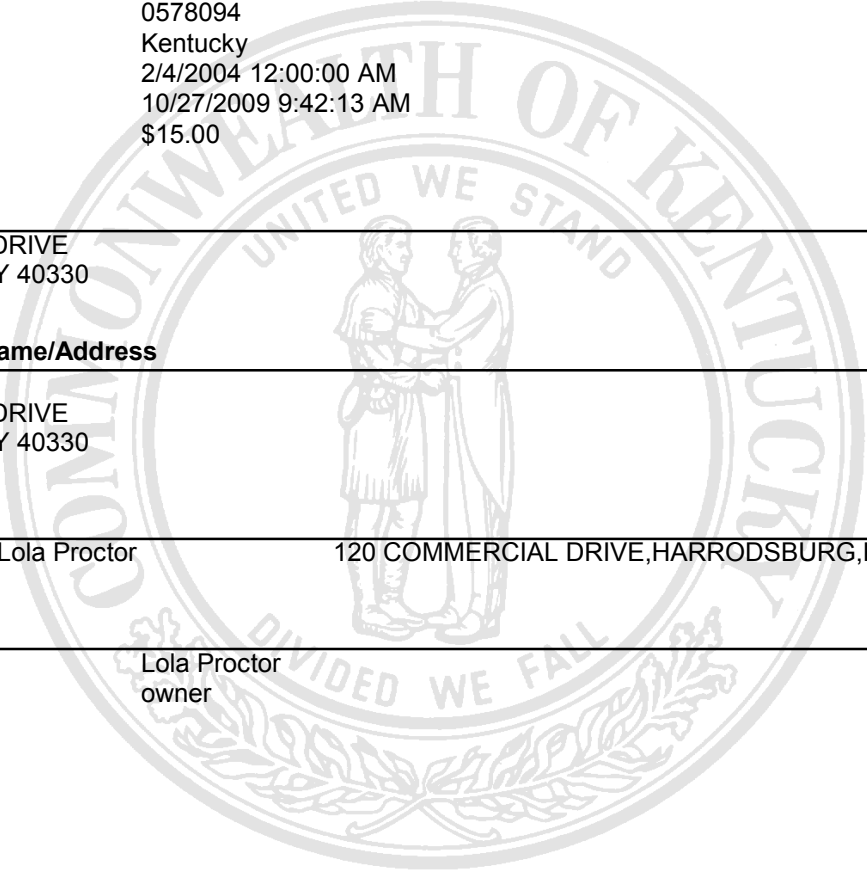 0578094
Kentucky
2/4/2004 12:00:00 AM
10/27/2009 9:42:13 AM
$15.00
COMMONWEALTH OF KENTUCKY
UNITED WE STAND
DRIVE
Y 40330
ame/Address
DRIVE
Y 40330
Lola Proctor 120 COMMERCIAL DRIVE,HARRODSBURG,
DIVIDED WE FALL
Lola Proctor
owner